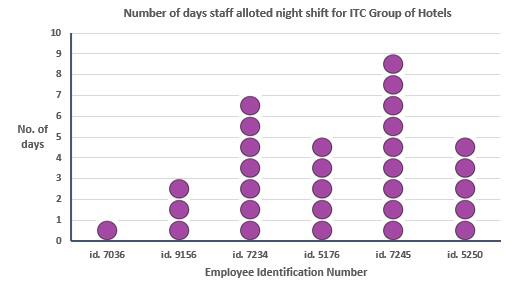 Number of days staff alloted night shift for ITC Group of Hotels
10
9
8
7
6
5
4
3
2
1
0
No. of
days
id. 7036 id. 9156 id. 7234 id. 5176 id. 7245 id. 5250
Employee Identification Number